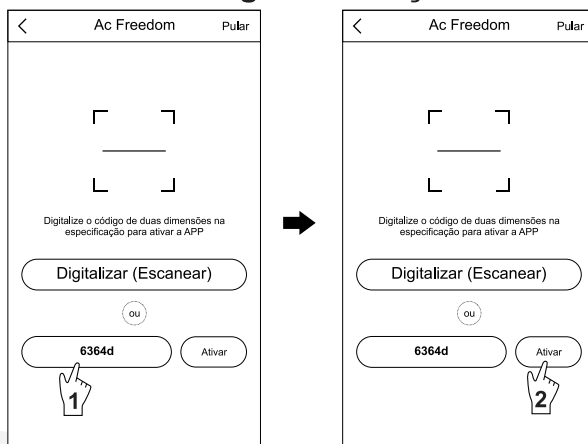 Ac Freedom
Pular
Digitalize o código de duas dimensões na
especificação para ativar a APP
Digitalizar (Escanear)
ou
6364d
Ativar
1
Ac Freedom
Pular
Digitalize o código de duas dimensões na
especificação para ativar a APP
Digitalizar (Escanear)
ou
6364d
Ativar
2